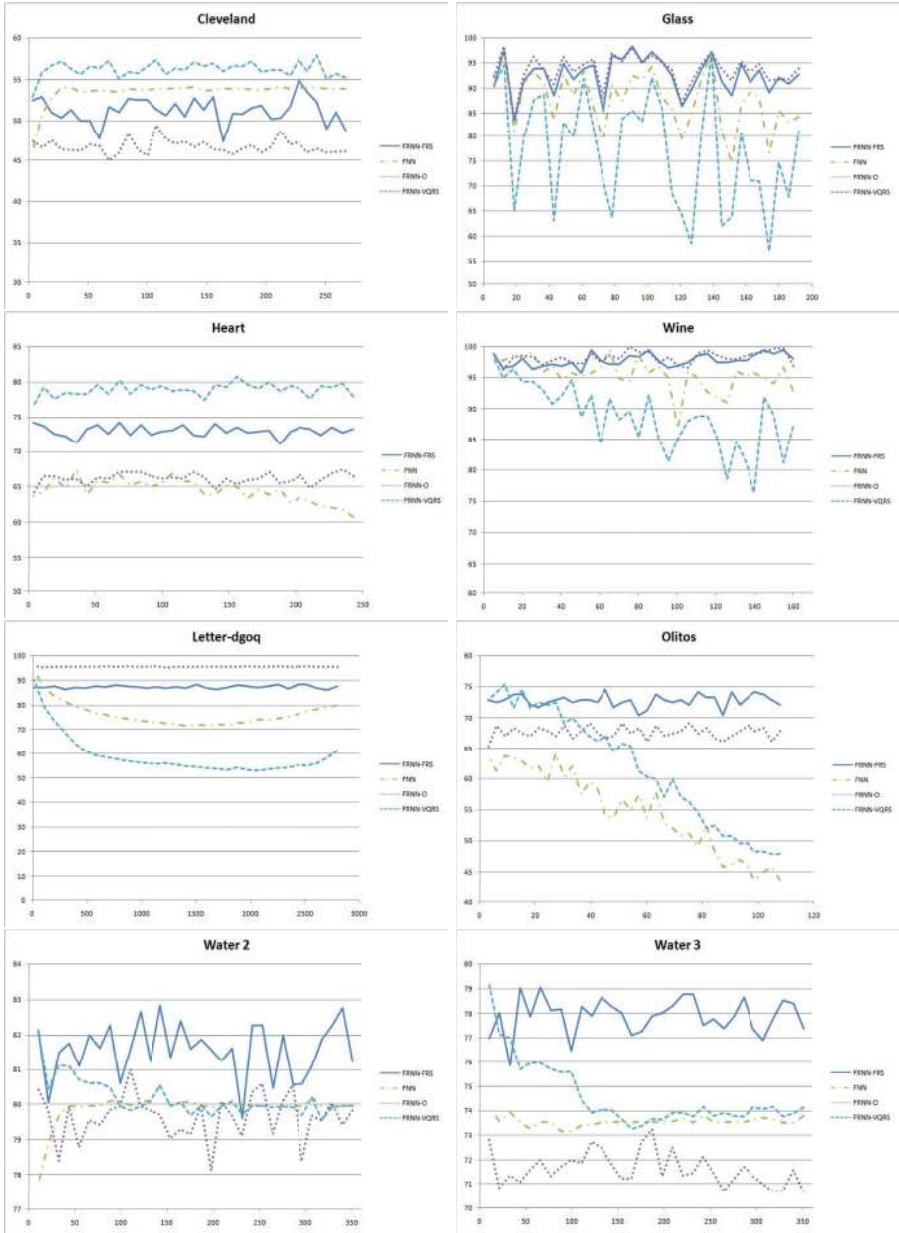 Cleveland
60
55
50
45
40
35
30
0 50 100 150 200 250
FRNN-FRS
FNN
FRNN-O
FRNN-VQRS
Glass
100
95
90
85
80
75
70
65
60
55
50
0 20 40 60 80 100 120 140 160 180 200
FRNN-FRS
FNN
FRNN-O
FRNN-VQRS
Heart
85
80
75
70
65
60
55
50
0 50 100 150 200 250
FRNN-FRS
FNN
FRNN-O
FRNN-VQRS
Wine
100
95
90
85
80
75
70
65
60
0 20 40 60 80 100 120 140 160 180
FRNN-FRS
FNN
FRNN-O
FRNN-VQRS
Letter-dgoq
100
90
80
70
60
50
40
30
20
10
0
0 500 1000 1500 2000 2500 3000
FRNN-FRS
FNN
FRNN-O
FRNN-VQRS
Olitos
80
75
70
65
60
55
50
45
40
0 20 40 60 80 100 120
FRNN-FRS
FNN
FRNN-O
FRNN-VQRS
Water 2
84
83
82
81
80
79
78
77
0 50 100 150 200 250 300 350
FRNN-FRS
FNN
FRNN-O
FRNN-VQRS
Water 3
80
79
78
77
76
75
74
73
72
71
70
0 50 100 150 200 250 300 350
FRNN-FRS
FNN
FRNN-O
FRNN-VQRS